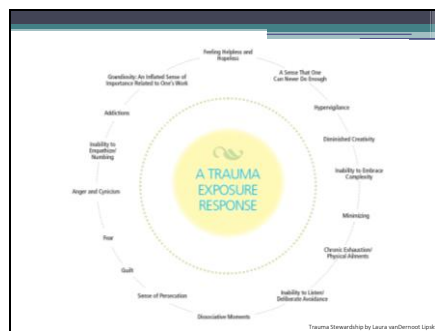 Feeling Helpless and
Hopeless
A Sense That One
Can Never Do Enough
Hypervigilance
Diminished Creativity
Inability to Embrace
Complexity
Minimizing
Chronic Exhaustion/
Physical Ailments
Inability to Listen/
Deliberate Avoidance
Dissociative Moments
Sense of Persecution
Guilt
Fear
Anger and Cynicism
Inability to
Empathize/
Numbing
Addictions
Grandiosity: An Inflated Sense of
Importance Related to One's Work
A TRAUMA
EXPOSURE
RESPONSE
Trauma Stewardship by Laura vanDernoot Lipsk